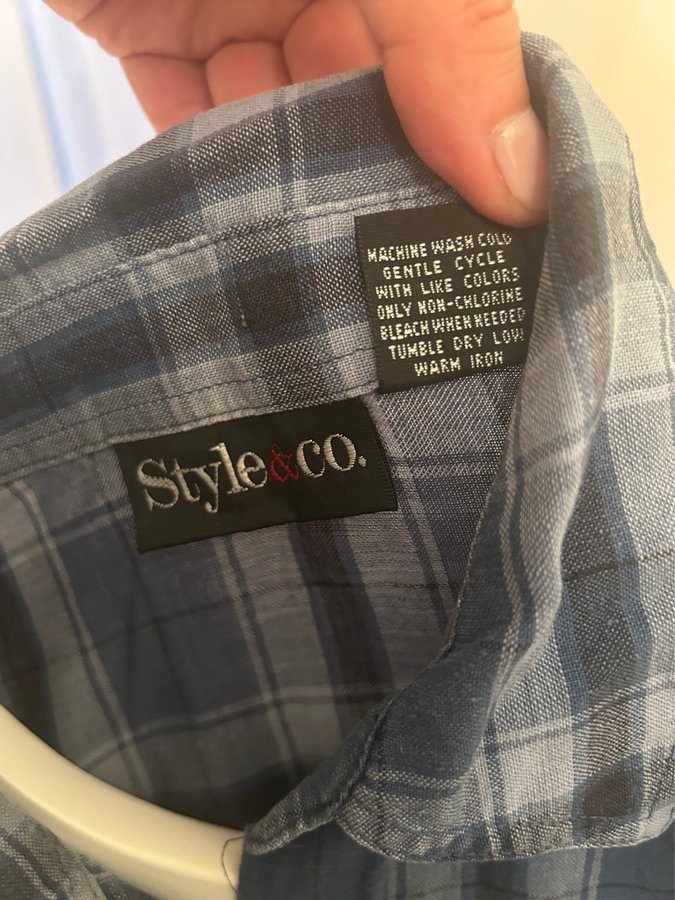 MACHINE WASH COLD
GENTLE CYCLE
WITH LIKE COLORS
ONLY NON-CHLORINE
BLEACH WHEN NEEDED
TUMBLE DRY LOW
WARM IRON
Style&co.